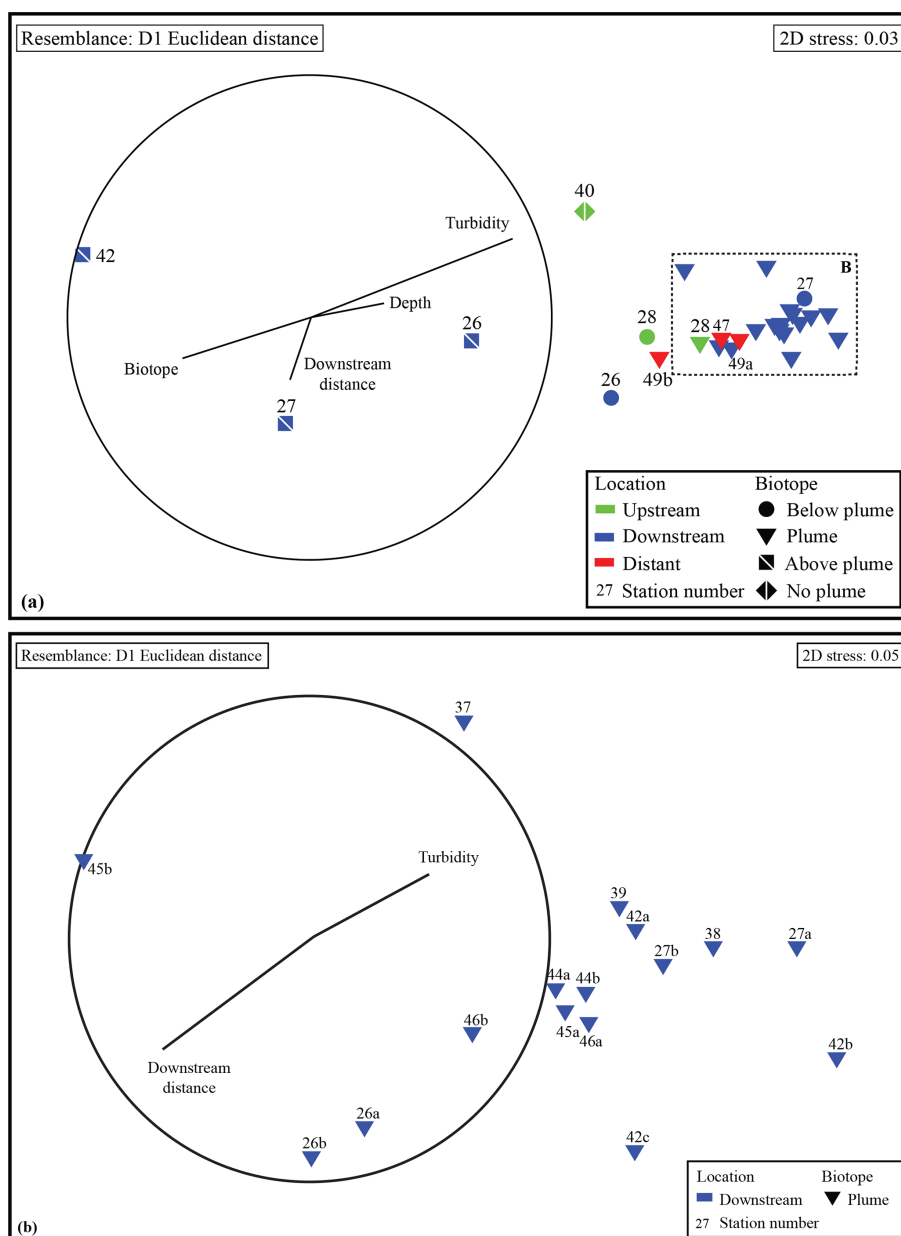 Resemblance: D1 Euclidean distance
2D stress: 0.03
40
Turbidity
42
B
27
Depth
28
28 47
26
Biotope
Downstream
distance
49a
49b
26
27
Location Biotope
Upstream Below plume
Downstream Plume
Distant Above plume
27 Station number No plume
(a)
Resemblance: D1 Euclidean distance
2D stress: 0.05
37
Turbidity
45b
39
42a
38
27a
27b
44a
44b
45a
46a
46b
42b
Downstream
distance
26a
26b
42c
Location Biotope
Downstream Plume
27 Station number
(b)